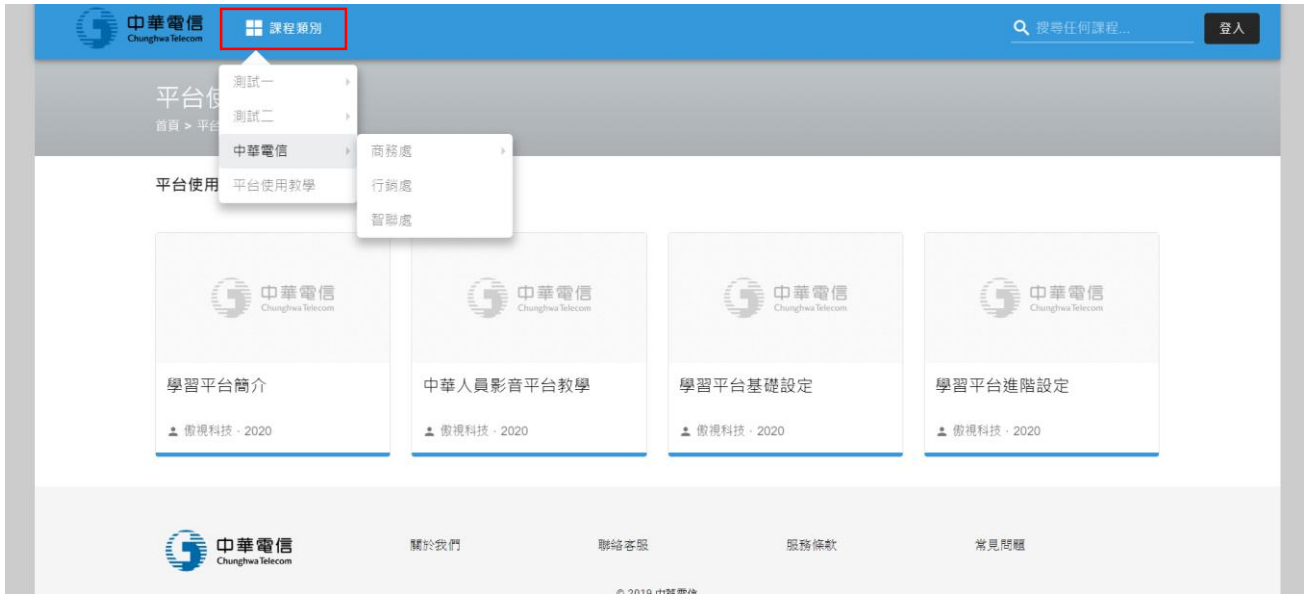 中華電信
Chunghwa Telecom
課程類別
搜尋任何課程...
登入
測試一
測試二
中華電信
平台使用教學
商務處
行銷處
智聯處
平台使
首頁 > 平台
平台使用
中華電信
Chunghwa Telecom
中華電信
Chunghwa Telecom
中華電信
Chunghwa Telecom
中華電信
Chunghwa Telecom
學習平台簡介
中華人員影音平台教學
學習平台基礎設定
學習平台進階設定
傲視科技 · 2020
傲視科技 · 2020
傲視科技 · 2020
傲視科技 · 2020
中華電信
Chunghwa Telecom
關於我們
聯絡客服
服務條款
常見問題
© 2019 中華電信